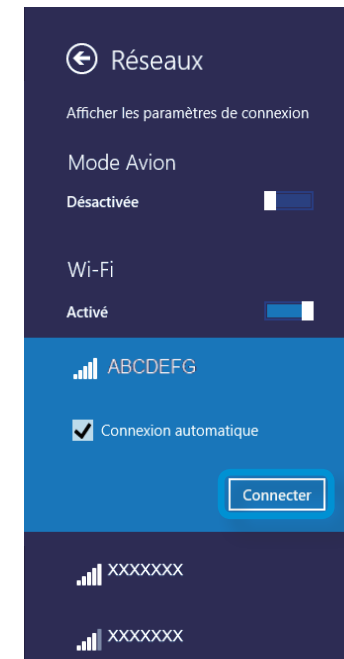 Réseaux
Afficher les paramètres de connexion
Mode Avion
Désactivée
Wi-Fi
Activé
ABCDEFG
Connexion automatique
Connecter
XXXXXXX
XXXXXXX